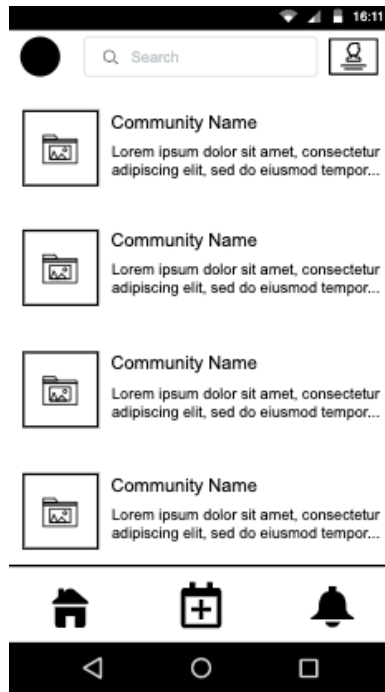 16:11
Search
Community Name
Lorem ipsum dolor sit amet, consectetur
adipiscing elit, sed do eiusmod tempor...
Community Name
Lorem ipsum dolor sit amet, consectetur
adipiscing elit, sed do eiusmod tempor...
Community Name
Lorem ipsum dolor sit amet, consectetur
adipiscing elit, sed do eiusmod tempor...
Community Name
Lorem ipsum dolor sit amet, consectetur
adipiscing elit, sed do eiusmod tempor...